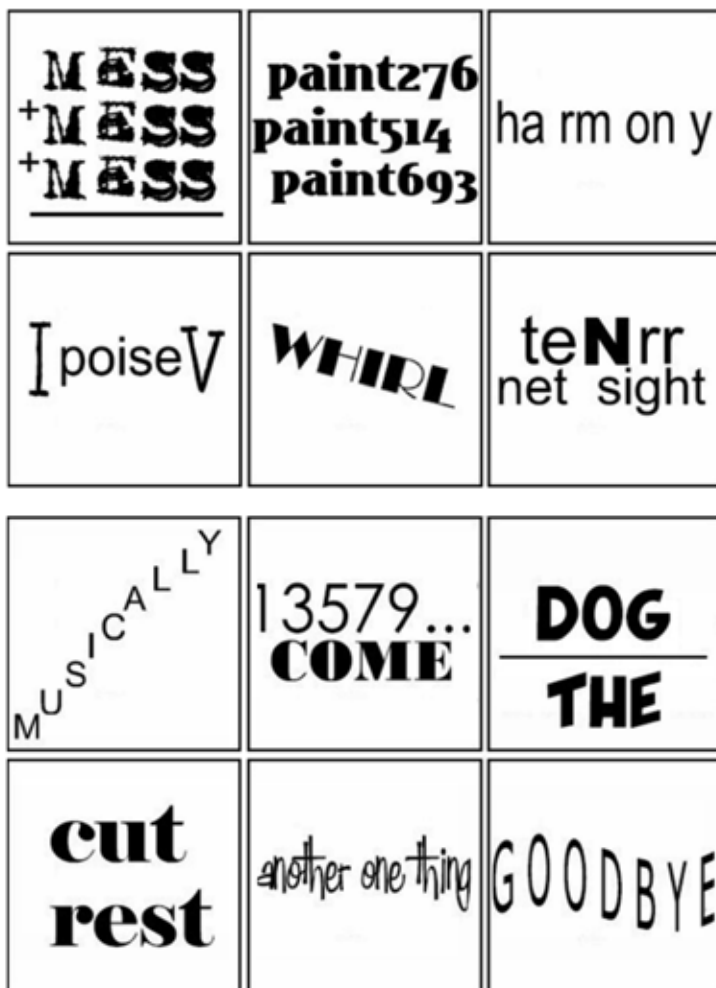 MESS
+MESS
+MESS
paint276
paint514
paint693
ha rm on y
I poise V
WHIRL
teNrr
net sight
MUSICALLY
13579...
COME
DOG
THE
cut
rest
another one thing
GOODBYE